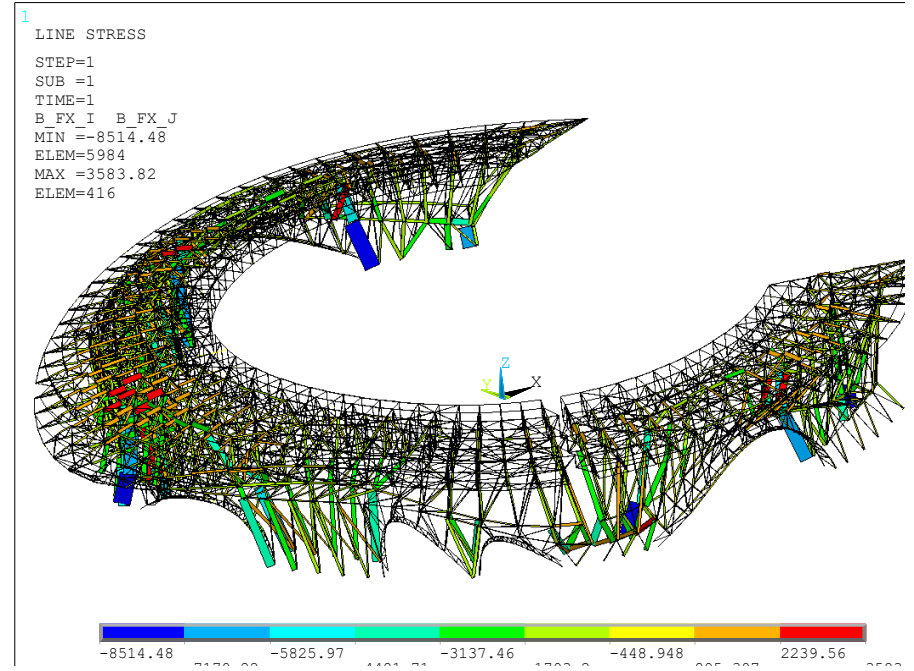 1
LINE STRESS
STEP=1
SUB =1
TIME=1
B_FX_I B_FX_J
MIN =-8514.48
ELEM=5984
MAX =3583.82
ELEM=416
Z
Y
X
-8514.48 -5825.97 -3137.46 -448.948 2239.56